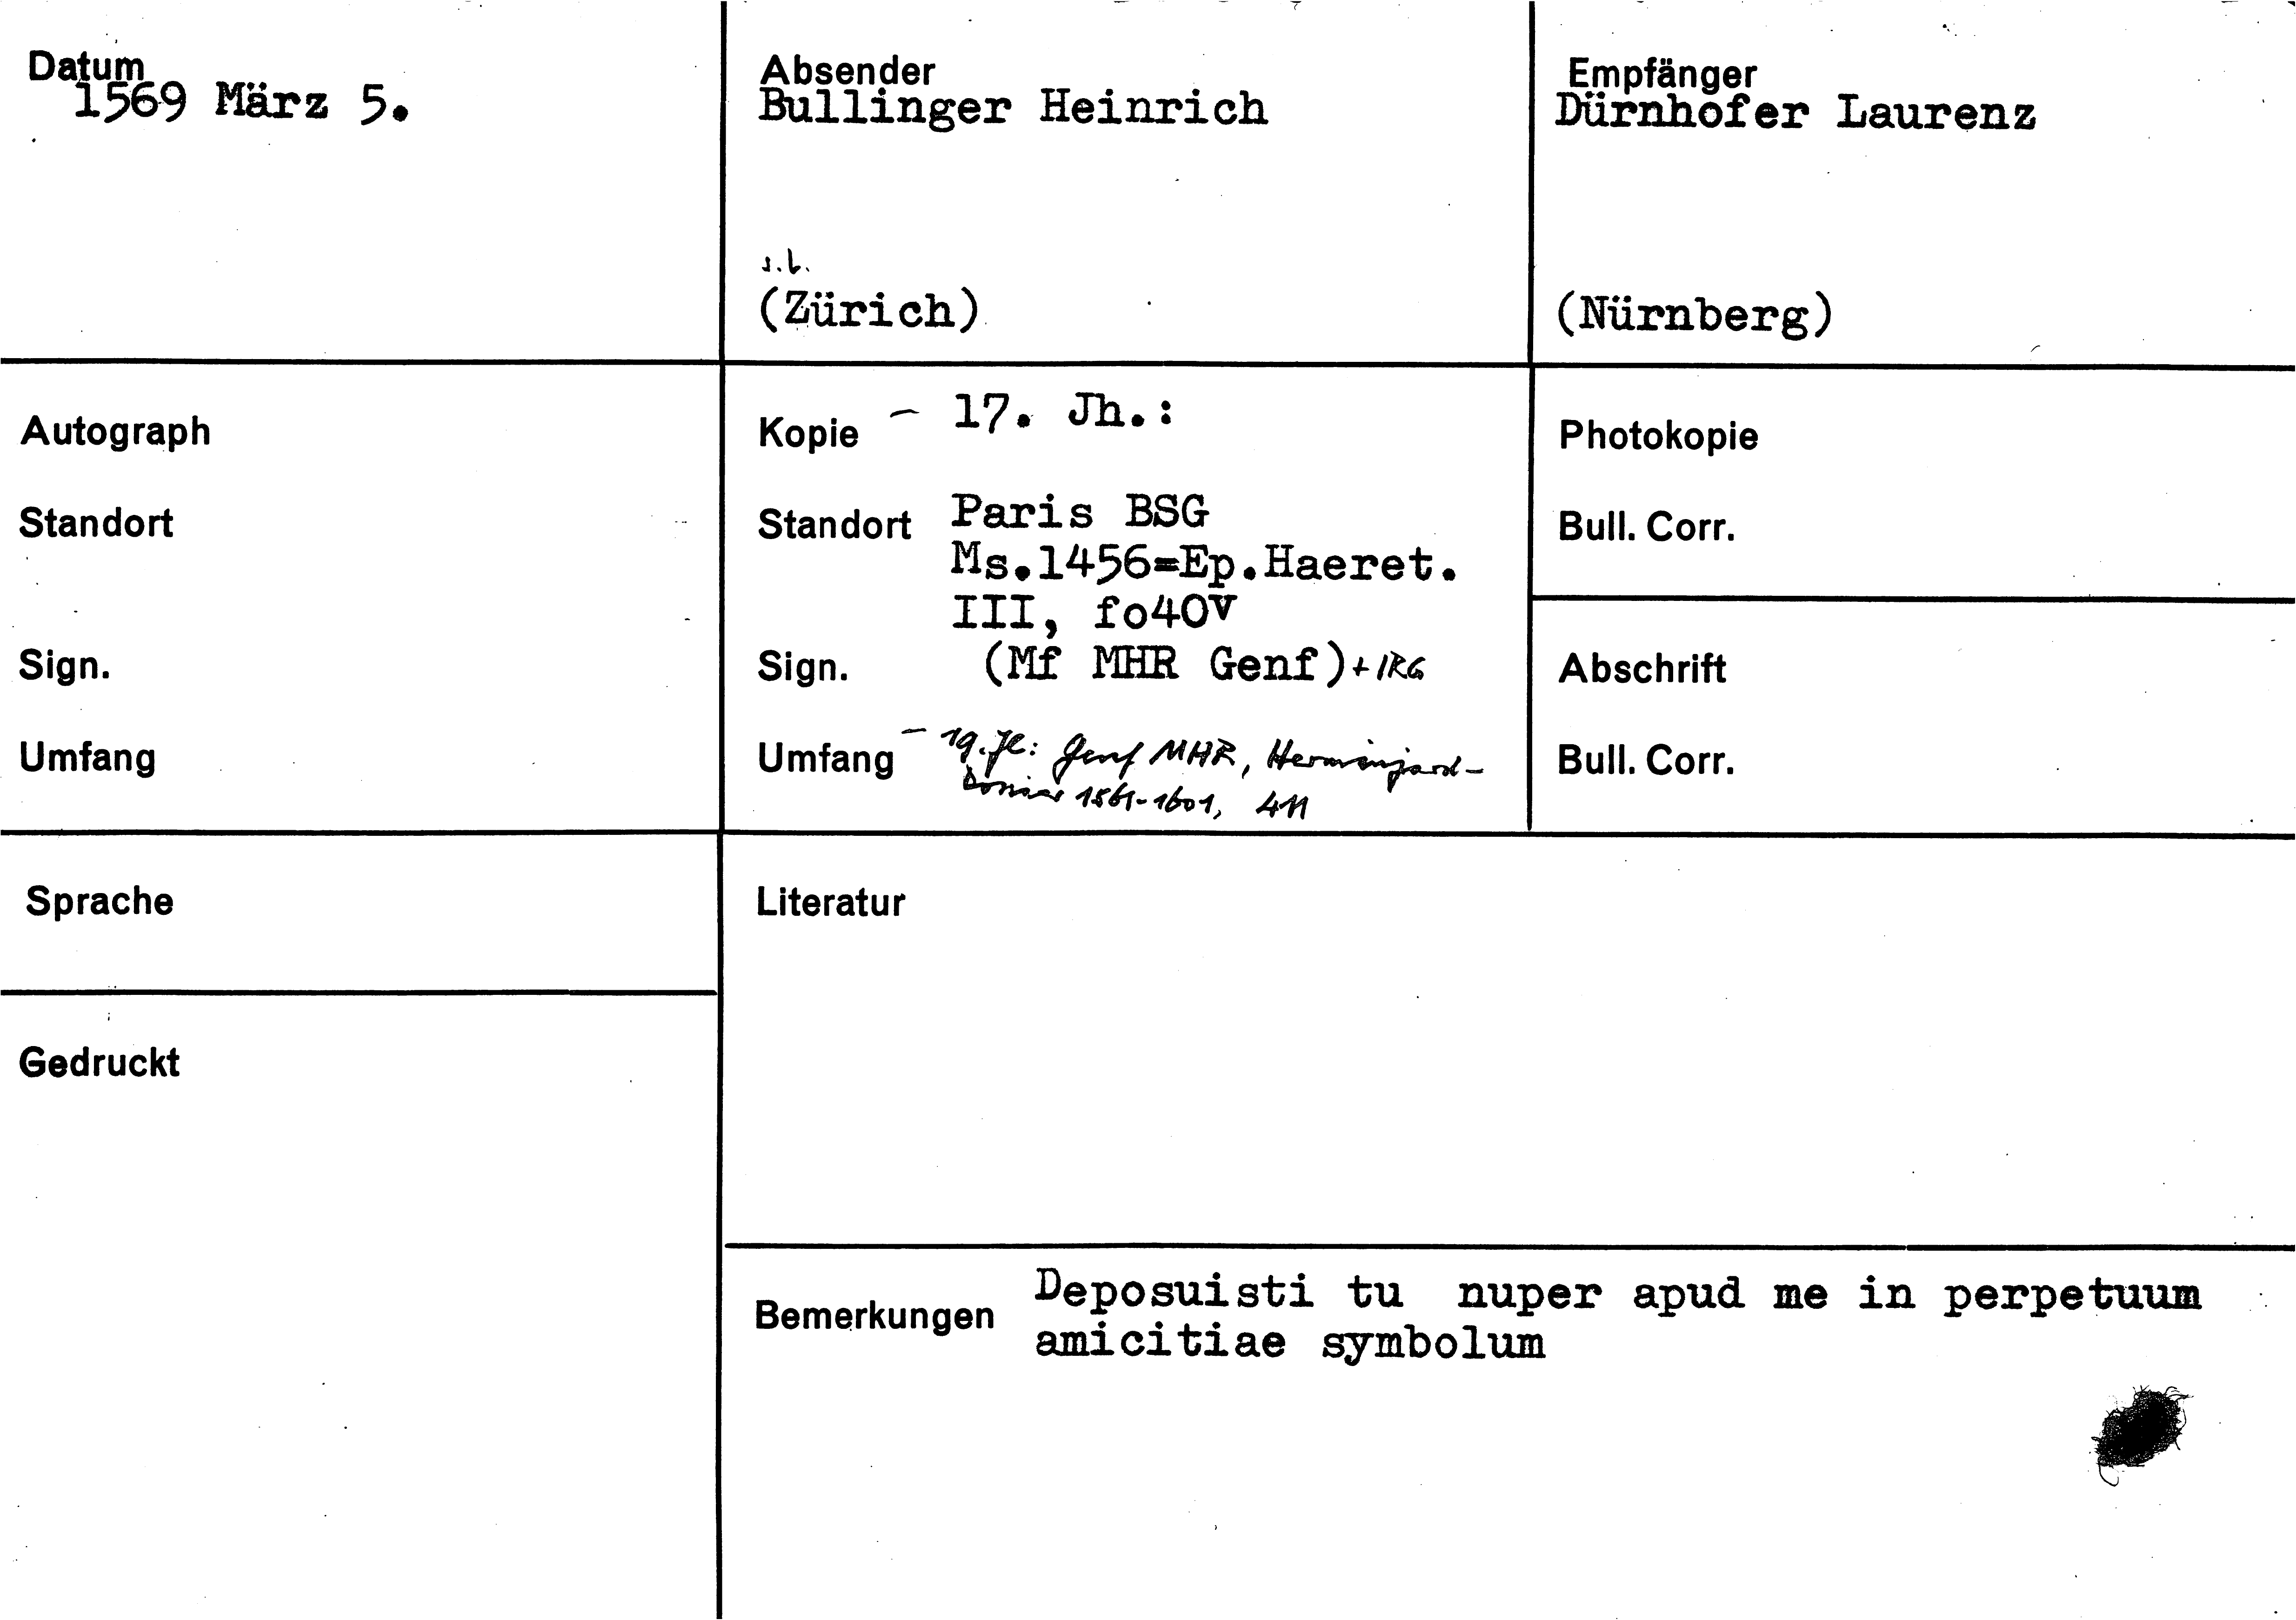 Datum
1569 März 5.
Absender
Bullinger Heinrich
s.l.
(Zürich)
Empfänger
Dürnhofer Laurenz
(Nürnberg)
Autograph
Standort
Sign.
Umfang
Kopie - 17. Jh.:
Standort Paris BSG
Ms.1456=Ep.Haeret.
III, fo40v
Sign. (Mf MHR Genf)+IRG
Umfang - 19. Jh: Genf MHR, Herminjard-
Dossier 1561-1601, 411
Photokopie
Bull. Corr.
Abschrift
Bull. Corr.
Sprache
Gedruckt
Literatur
Bemerkungen Deposuisti tu nuper apud me in perpetuum
amicitiae symbolum